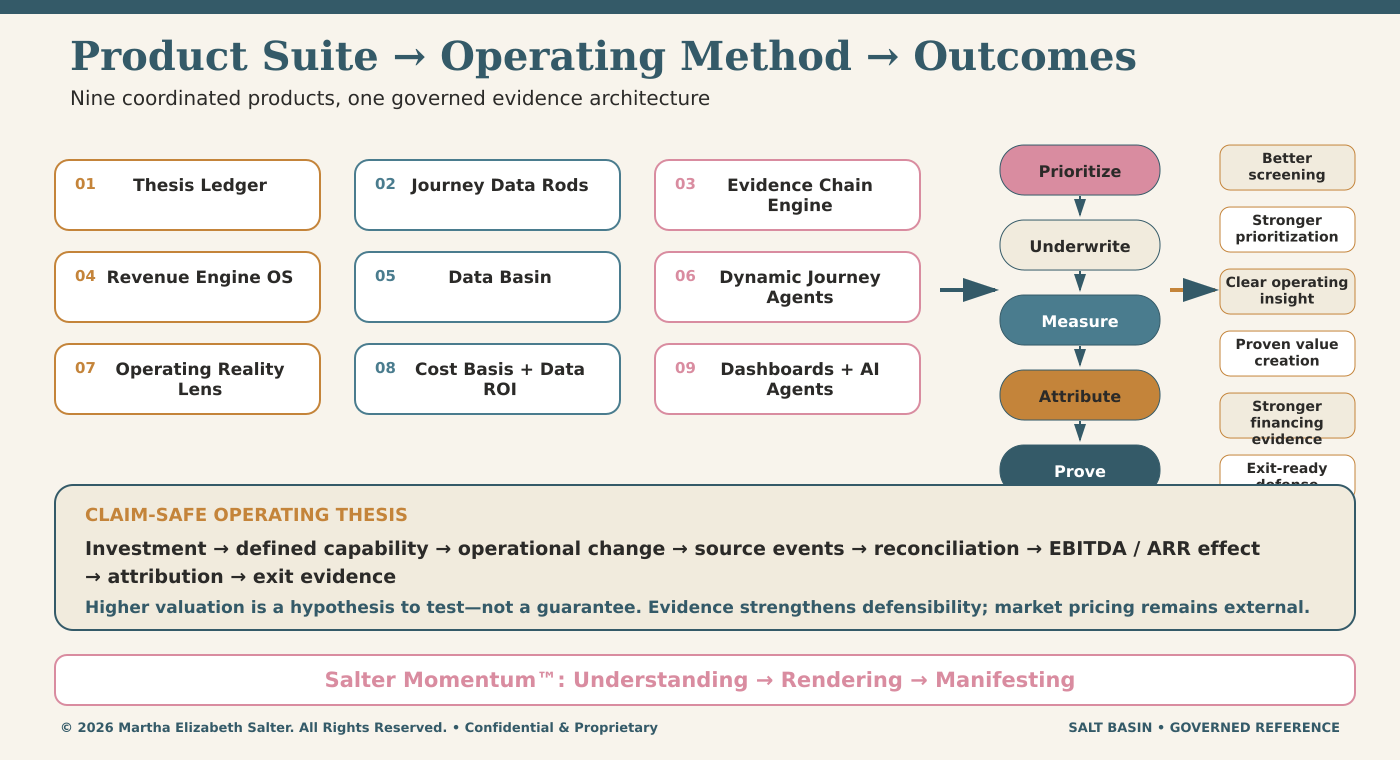 Product Suite → Operating Method → Outcomes
Nine coordinated products, one governed evidence architecture
01 Thesis Ledger
02 Journey Data Rods
03 Evidence Chain
Engine
04 Revenue Engine OS
05 Data Basin
06 Dynamic Journey
Agents
07 Operating Reality
Lens
08 Cost Basis + Data
ROI
09 Dashboards + AI
Agents
Prioritize
Underwrite
Measure
Attribute
Prove
Better
screening
Stronger
prioritization
Clear operating
insight
Proven value
creation
Stronger
financing
evidence
Exit-ready
defense
CLAIM-SAFE OPERATING THESIS
Investment → defined capability → operational change → source events → reconciliation → EBITDA / ARR effect
→ attribution → exit evidence
Higher valuation is a hypothesis to test—not a guarantee. Evidence strengthens defensibility; market pricing remains external.
Salter Momentum™: Understanding → Rendering → Manifesting
© 2026 Martha Elizabeth Salter. All Rights Reserved. • Confidential & Proprietary
SALT BASIN • GOVERNED REFERENCE